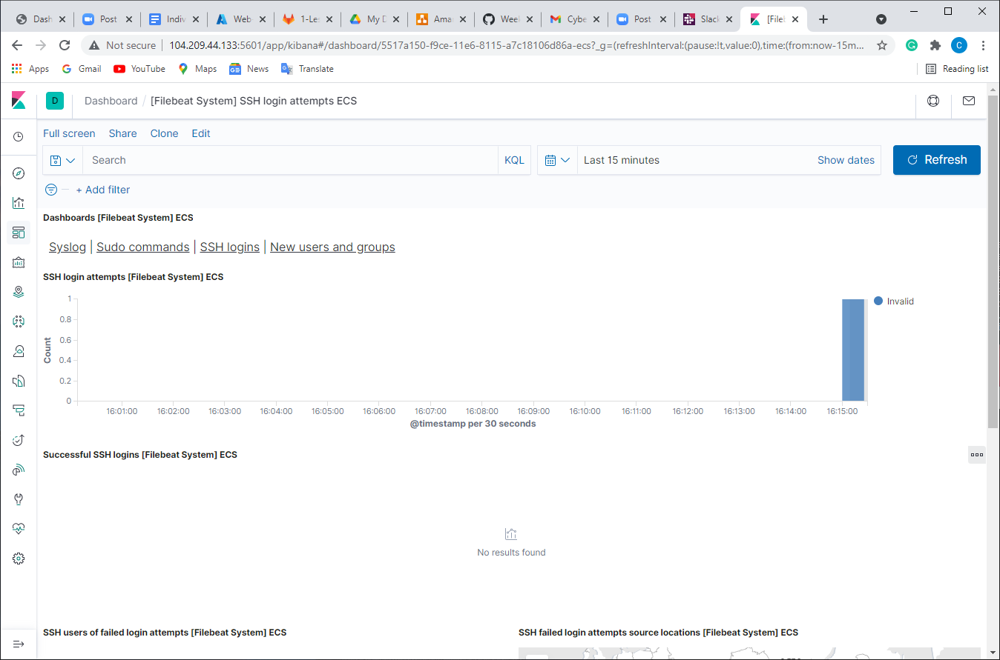 Dash
Post
Indiv
Web-
1-Les
My D
Ama
Week
Cybe
Post
Slack
[Fileb
Not secure
104.209.44.133:5601/app/kibana#/dashboard/5517a150-f9ce-11e6-8115-a7c18106d86a-ecs?_g=(refreshInterval:(pause:!t,value:0),time:(from:now-15m...
C
Apps
Gmail
YouTube
Maps
News
Translate
Reading list
D
Dashboard / [Filebeat System] SSH login attempts ECS
Full screen
Share
Clone
Edit
Search
KQL
Last 15 minutes
Show dates
Refresh
+ Add filter
Dashboards [Filebeat System] ECS
Syslog | Sudo commands | SSH logins | New users and groups
SSH login attempts [Filebeat System] ECS
Count
1
0.8
0.6
0.4
0.2
0
Invalid
16:01:00 16:02:00 16:03:00 16:04:00 16:05:00 16:06:00 16:07:00 16:08:00 16:09:00 16:10:00 16:11:00 16:12:00 16:13:00 16:14:00 16:15:00
@timestamp per 30 seconds
Successful SSH logins [Filebeat System] ECS
No results found
SSH users of failed login attempts [Filebeat System] ECS
SSH failed login attempts source locations [Filebeat System] ECS